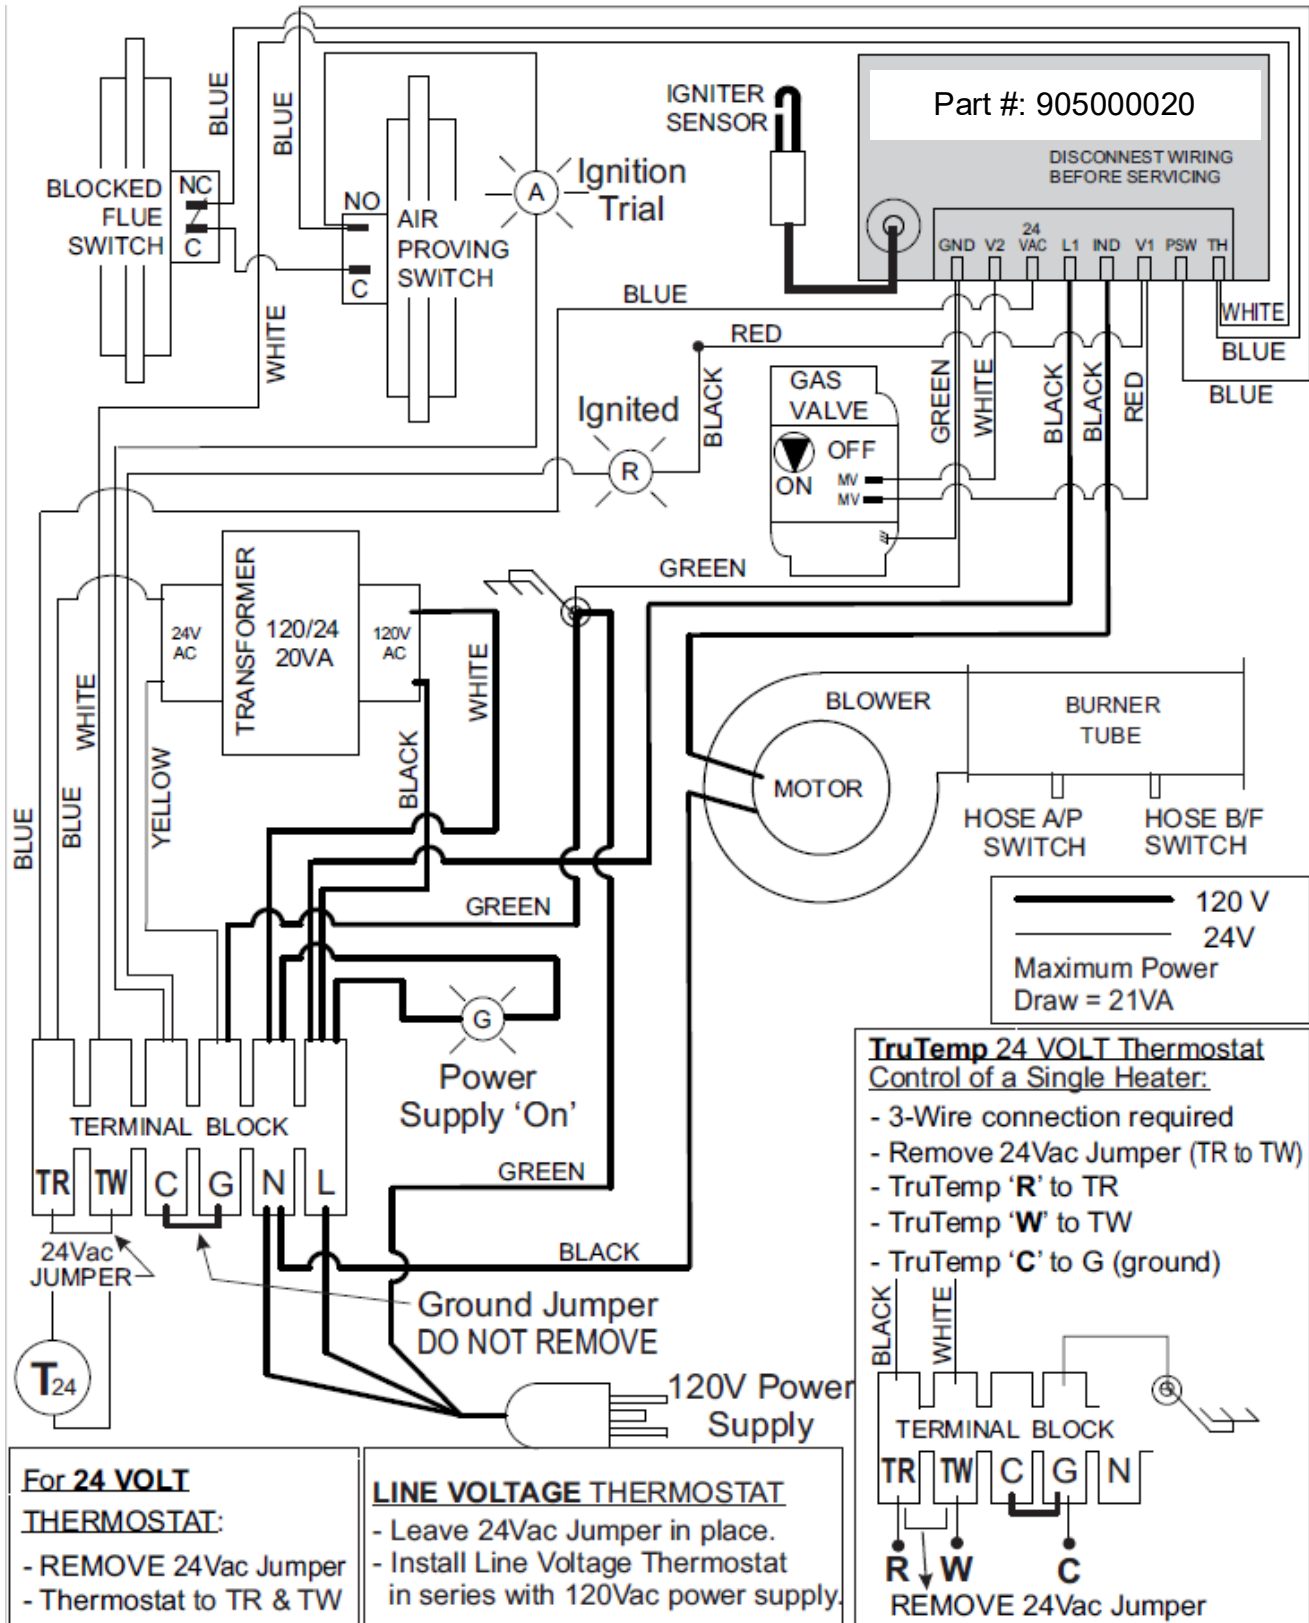 BLUE
BLUE
BLOCKED
FLUE
SWITCH
NC
C
NO
C
AIR
PROVING
SWITCH
A
Ignition
Trial
IGNITER
SENSOR
Part #: 905000020
DISCONNEST WIRING
BEFORE SERVICING
GND V2 24 VAC L1 IND V1 PSW TH
WHITE
BLUE
BLUE
BLUE
RED
WHITE
BLACK
Ignited
R
GAS
VALVE
OFF
ON
MV
MV
GREEN
WHITE
BLACK
BLACK
RED
GREEN
24V
AC
TRANSFORMER
120/24
20VA
120V
AC
WHITE
BLACK
WHITE
YELLOW
BLUE
BLUE
BLOWER
MOTOR
BURNER
TUBE
HOSE A/P
SWITCH
HOSE B/F
SWITCH
120 V
24V
Maximum Power
Draw = 21VA
GREEN
G
Power
Supply ‘On’
TERMINAL BLOCK
TR TW C G N L
GREEN
BLACK
24Vac
JUMPER
Ground Jumper
DO NOT REMOVE
T24
120V Power
Supply
TruTemp 24 VOLT Thermostat
Control of a Single Heater:
- 3-Wire connection required
- Remove 24Vac Jumper (TR to TW)
- TruTemp ‘R’ to TR
- TruTemp ‘W’ to TW
- TruTemp ‘C’ to G (ground)
BLACK
WHITE
TERMINAL BLOCK
TR TW C G N
R W C
REMOVE 24Vac Jumper
For 24 VOLT
THERMOSTAT:
- REMOVE 24Vac Jumper
- Thermostat to TR & TW
LINE VOLTAGE THERMOSTAT
- Leave 24Vac Jumper in place.
- Install Line Voltage Thermostat
in series with 120Vac power supply.